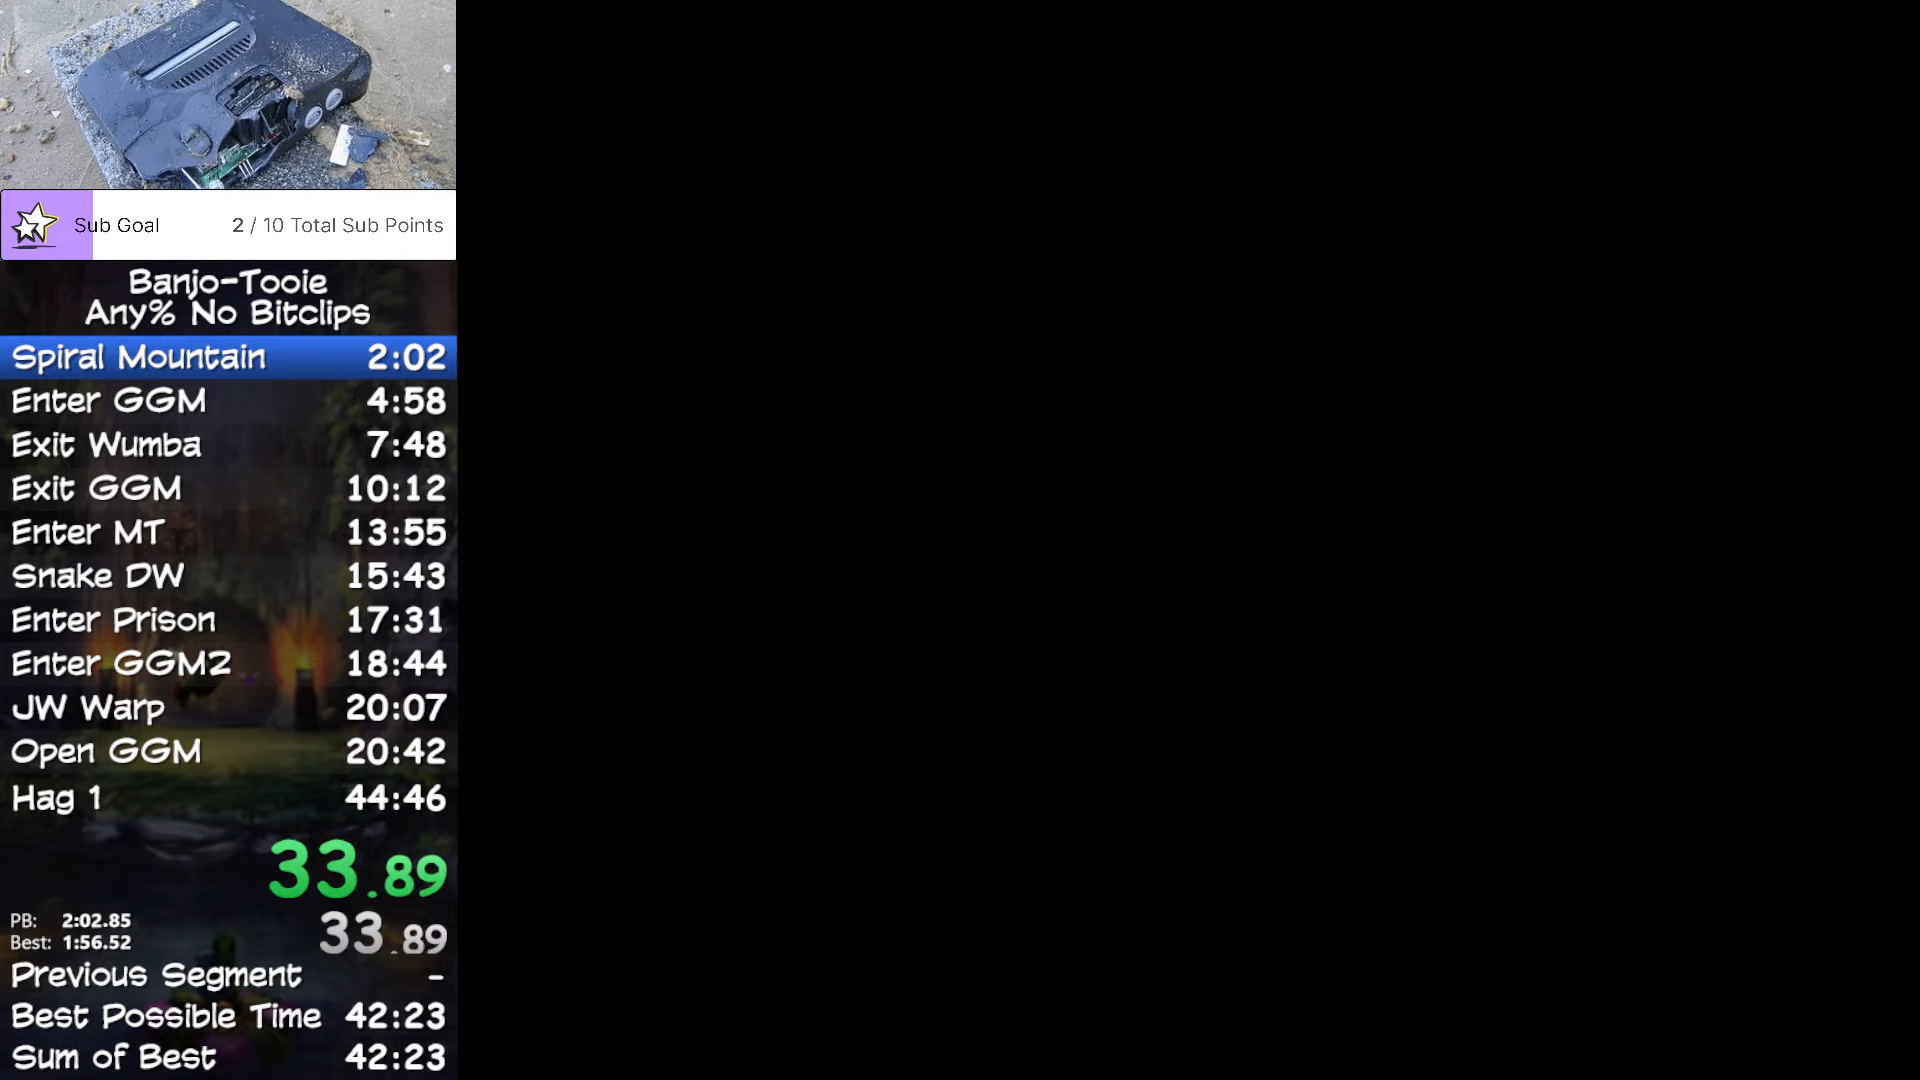 Sub Goal 2 / 10 Total Sub Points
Banjo-Tooie
Any% No Bitclips
Spiral Mountain 2:02
Enter GGM 4:58
Exit Wumba 7:48
Exit GGM 10:12
Enter MT 13:55
Snake DW 15:43
Enter Prison 17:31
Enter GGM2 18:44
JW Warp 20:07
Open GGM 20:42
Hag 1 44:46
33.89
PB: 2:02.85 33.89
Best: 1:56.52
Previous Segment -
Best Possible Time 42:23
Sum of Best 42:23